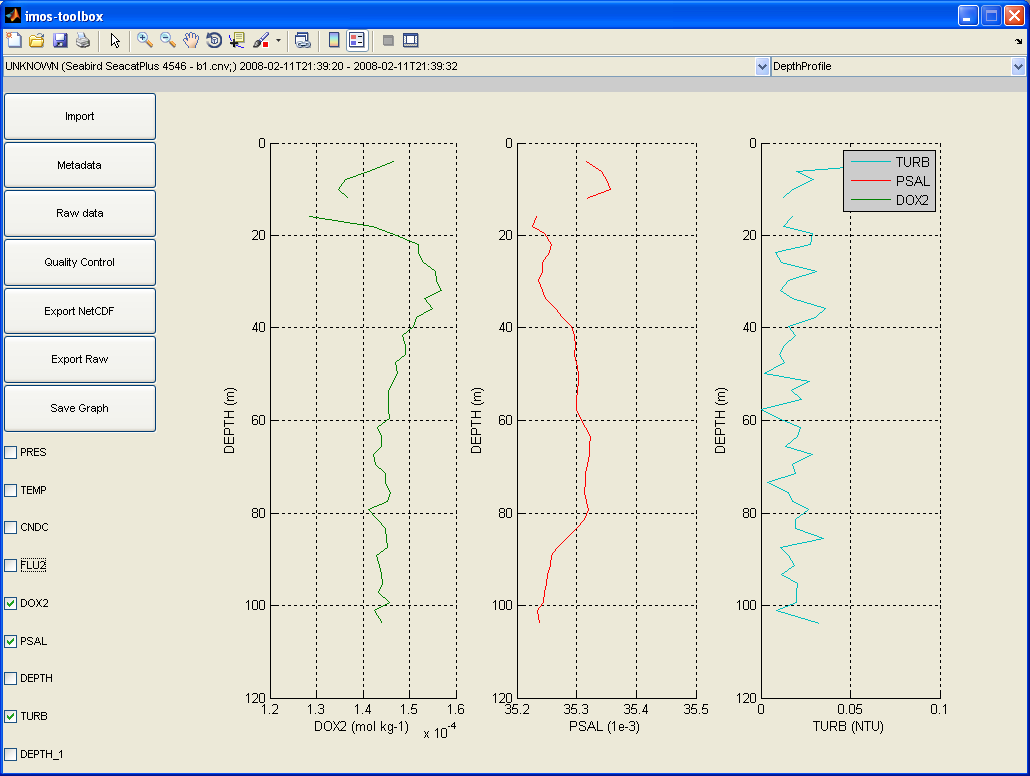 imos-toolbox
UNKNOWN (Seabird SeacatPlus 4546 - b1.cnv;) 2008-02-11T21:39:20 - 2008-02-11T21:39:32
DepthProfile
Import
Metadata
Raw data
Quality Control
Export NetCDF
Export Raw
Save Graph
PRES
TEMP
CNDC
FLU2
DOX2
PSAL
DEPTH
TURB
DEPTH_1
0
20
40
60
80
100
120
DEPTH (m)
1.2 1.3 1.4 1.5 1.6
DOX2 (mol kg-1)
x 10^-4
0
20
40
60
80
100
120
DEPTH (m)
35.2 35.3 35.4 35.5
PSAL (1e-3)
0
20
40
60
80
100
120
DEPTH (m)
0 0.05 0.1
TURB (NTU)
TURB
PSAL
DOX2